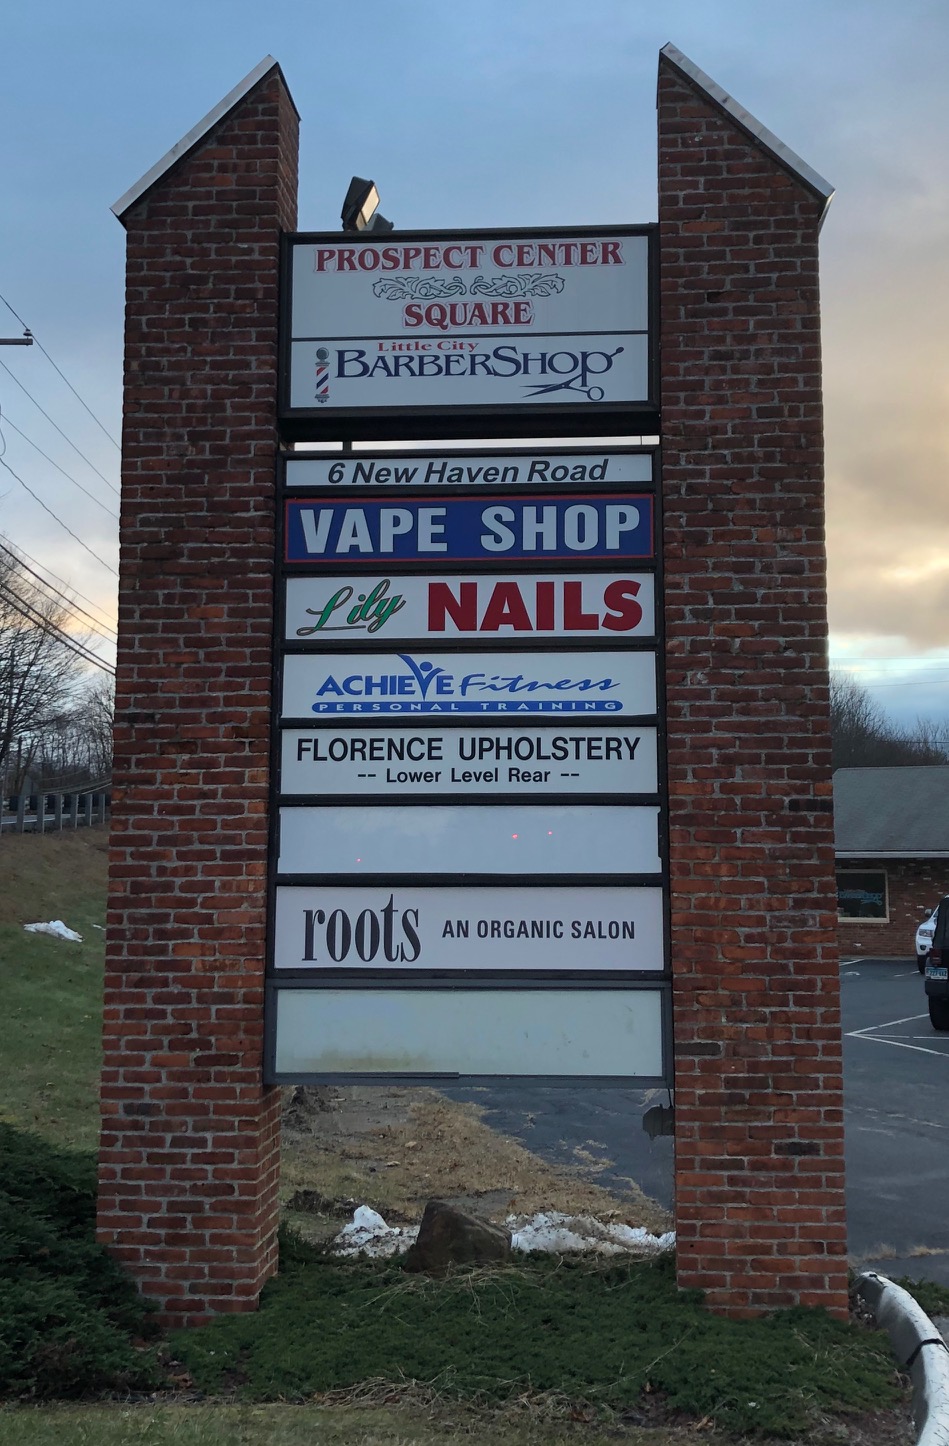 PROSPECT CENTER
SQUARE
Little City
BARBERSHOP
6 New Haven Road
VAPE SHOP
Lily NAILS
ACHIEVE Fitness
PERSONAL TRAINING
FLORENCE UPHOLSTERY
-- Lower Level Rear --
roots AN ORGANIC SALON